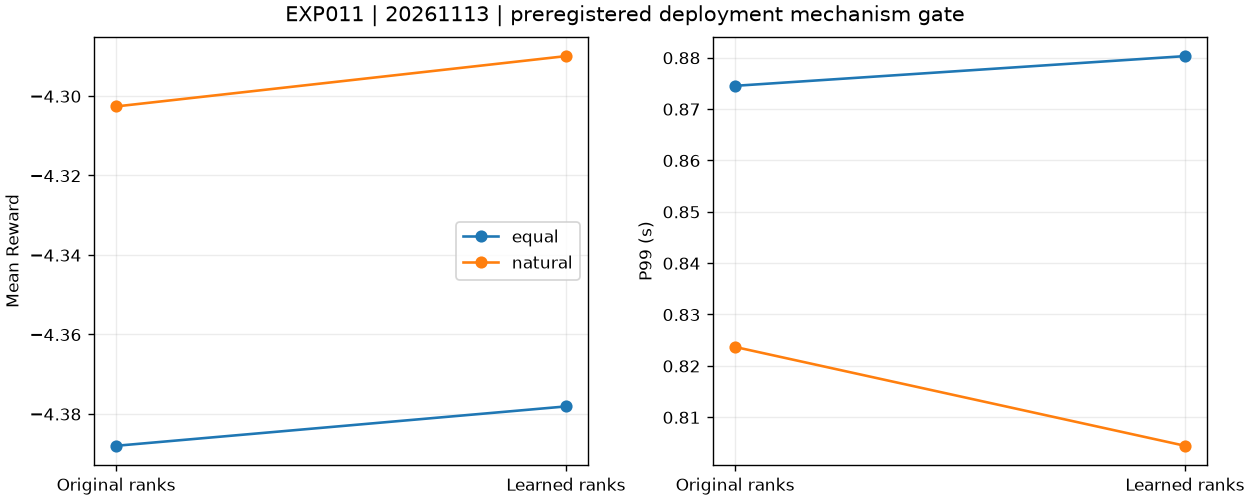 EXP011 | 20261113 | preregistered deployment mechanism gate
Mean Reward
−4.30
−4.32
−4.34
−4.36
−4.38
equal
natural
Original ranks
Learned ranks
P99 (s)
0.88
0.87
0.86
0.85
0.84
0.83
0.82
0.81
Original ranks
Learned ranks